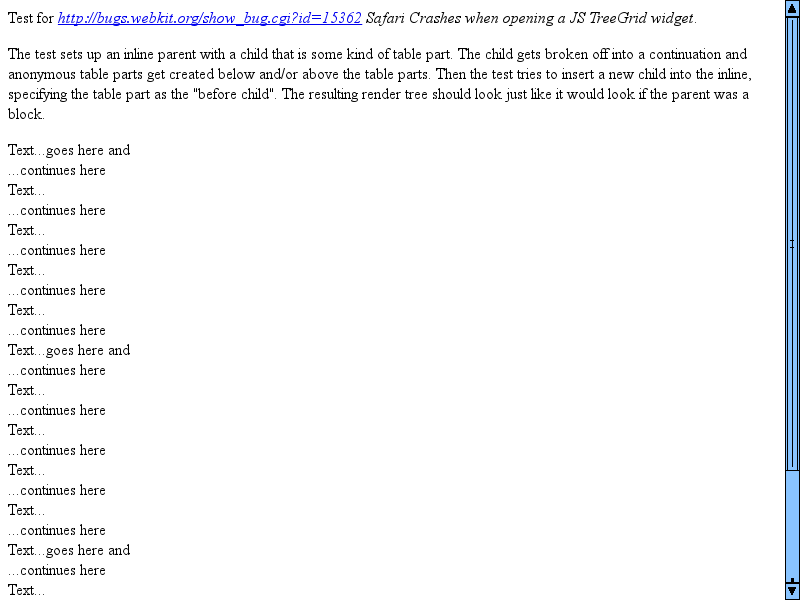 Test for http://bugs.webkit.org/show_bug.cgi?id=15362 Safari Crashes when opening a JS TreeGrid widget.
The test sets up an inline parent with a child that is some kind of table part. The child gets broken off into a continuation and
anonymous table parts get created below and/or above the table parts. Then the test tries to insert a new child into the inline,
specifying the table part as the "before child". The resulting render tree should look just like it would look if the parent was a
block.
Text...goes here and
...continues here
Text...
...continues here
Text...
...continues here
Text...
...continues here
Text...
...continues here
Text...goes here and
...continues here
Text...
...continues here
Text...
...continues here
Text...
...continues here
Text...
...continues here
Text...goes here and
...continues here
Text...